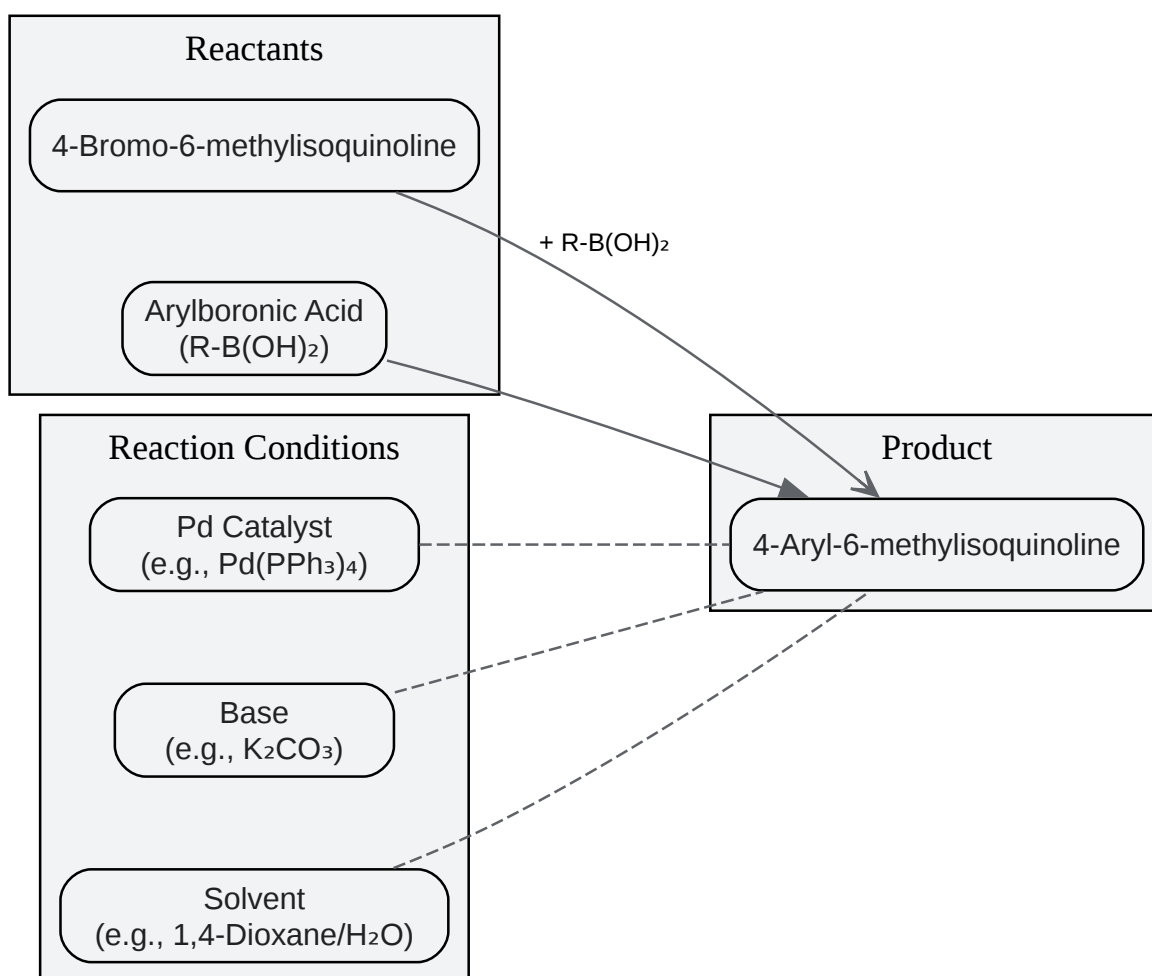 Reactants
4-Bromo-6-methylisoquinoline
+ R-B(OH)₂
Arylboronic Acid
(R-B(OH)₂)
Reaction Conditions
Pd Catalyst
(e.g., Pd(PPh₃)₄)
Base
(e.g., K₂CO₃)
Solvent
(e.g., 1,4-Dioxane/H₂O)
Product
4-Aryl-6-methylisoquinoline